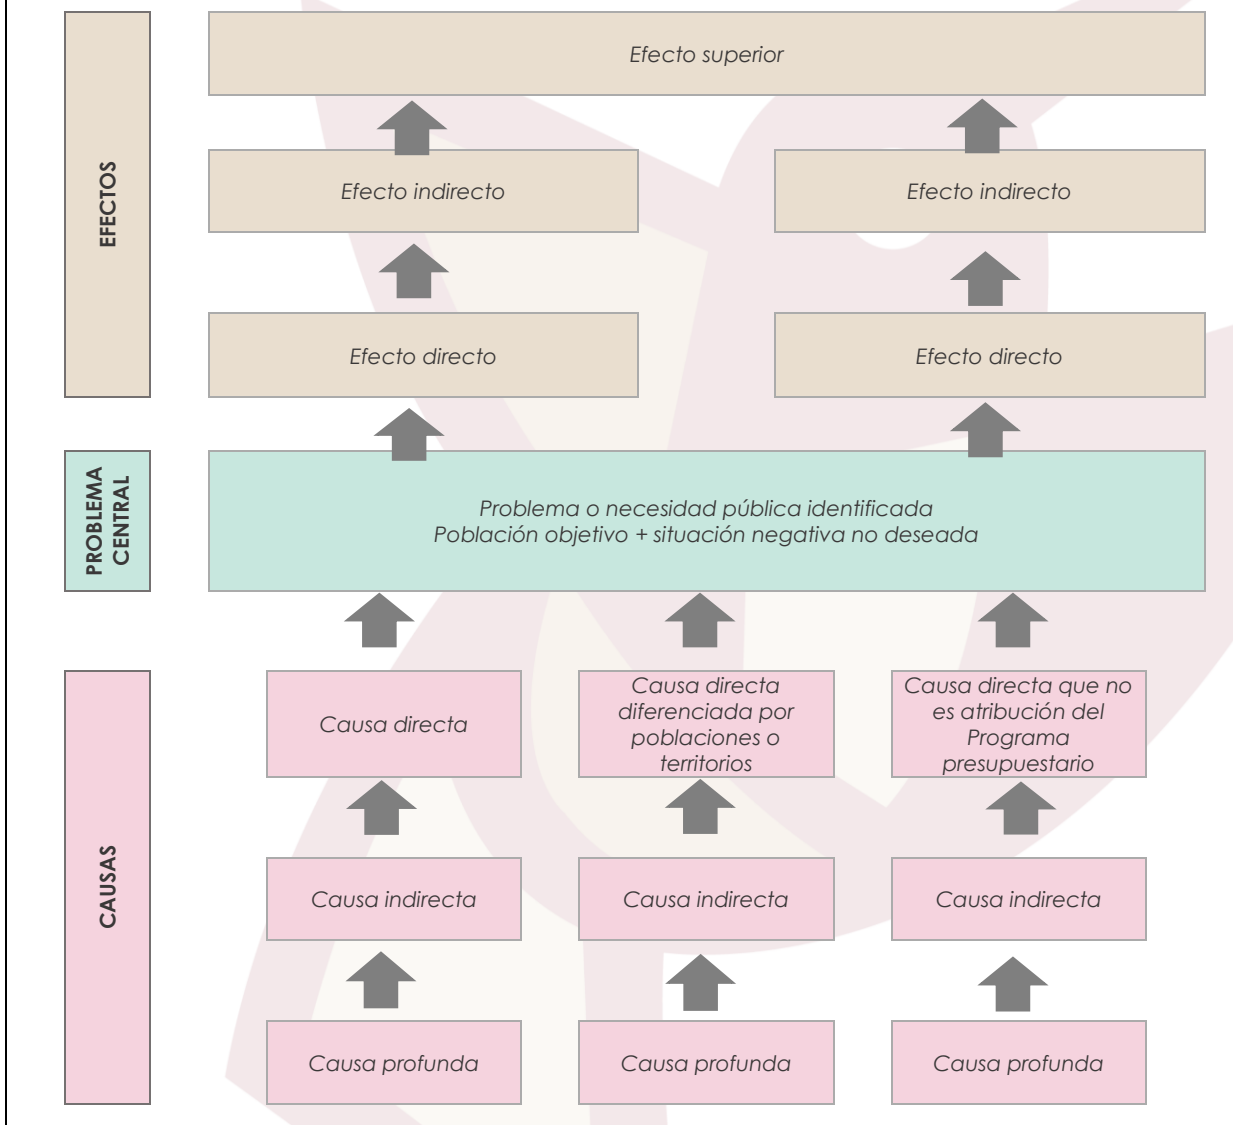 EFECTOS
Efecto superior
Efecto indirecto
Efecto indirecto
Efecto directo
Efecto directo
PROBLEMA
CENTRAL
Problema o necesidad pública identificada
Población objetivo + situación negativa no deseada
CAUSAS
Causa directa
Causa directa
diferenciada por
poblaciones o
territorios
Causa directa que no
es atribución del
Programa
presupuestario
Causa indirecta
Causa indirecta
Causa indirecta
Causa profunda
Causa profunda
Causa profunda